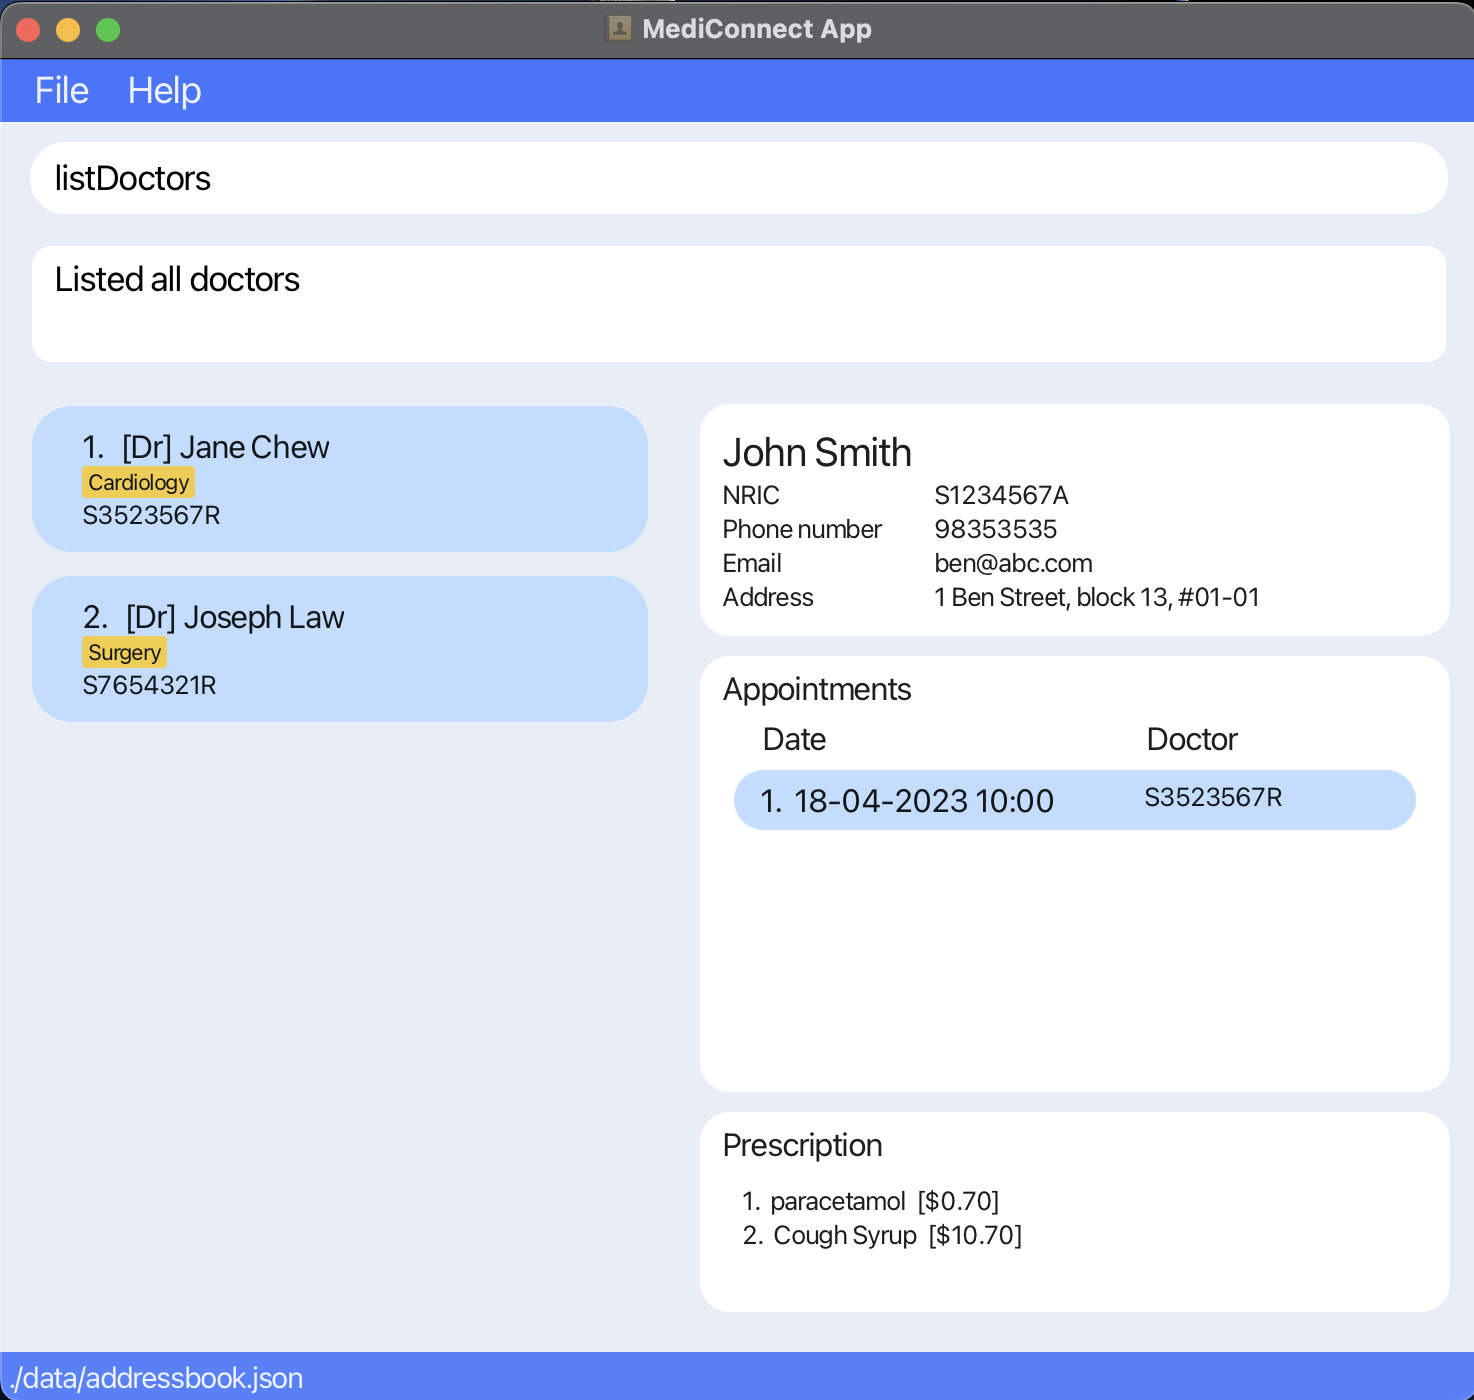 MediConnect App
File Help
listDoctors
Listed all doctors
1. [Dr] Jane Chew
Cardiology
S3523567R
2. [Dr] Joseph Law
Surgery
S7654321R
John Smith
NRIC S1234567A
Phone number 98353535
Email ben@abc.com
Address 1 Ben Street, block 13, #01-01
Appointments
Date Doctor
1. 18-04-2023 10:00 S3523567R
Prescription
1. paracetamol [$0.70]
2. Cough Syrup [$10.70]
./data/addressbook.json